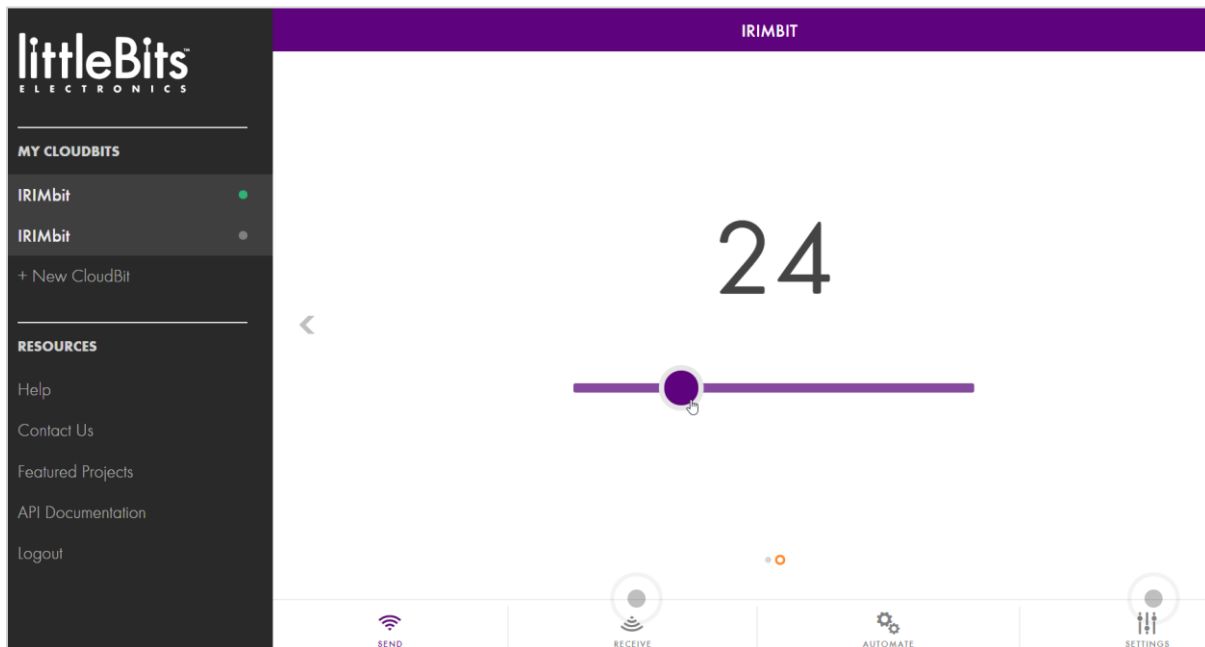 littleBits™
ELECTRONICS
MY CLOUDBITS
IRIMbit
IRIMbit
+ New CloudBit
RESOURCES
Help
Contact Us
Featured Projects
API Documentation
Logout
IRIMBIT
24
SEND
RECEIVE
AUTOMATE
SETTINGS